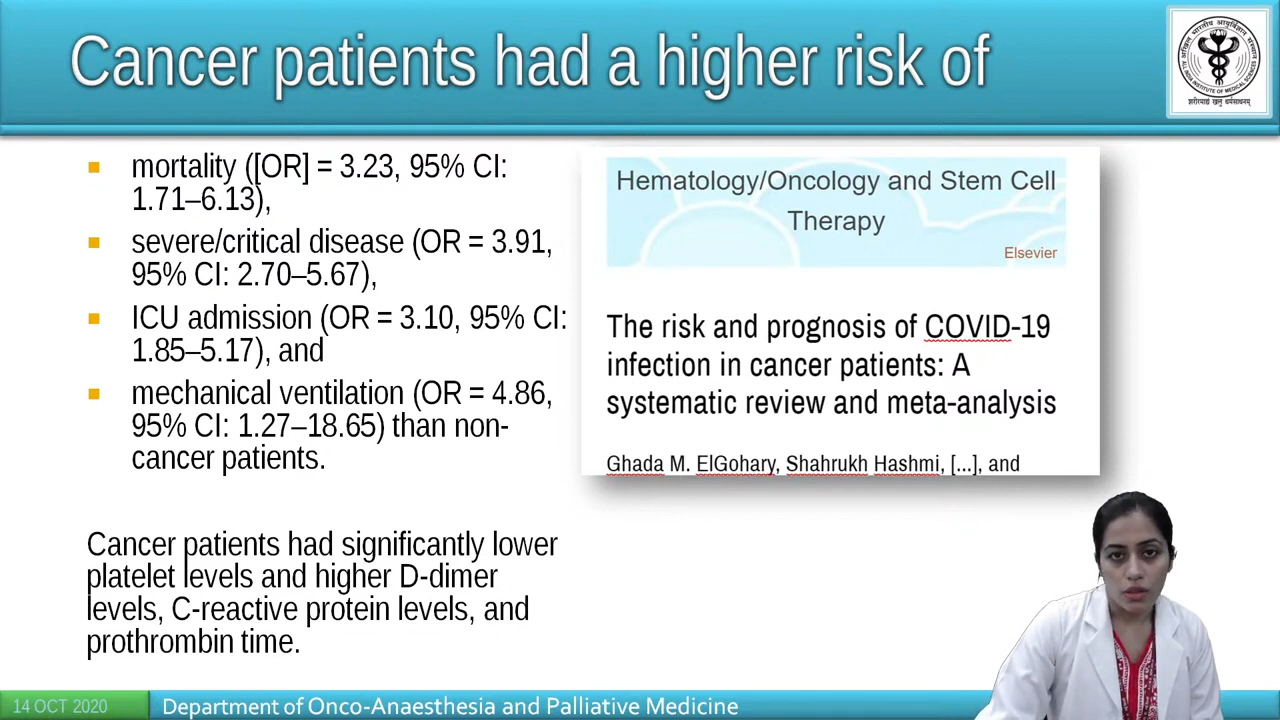 Cancer patients had a higher risk of
mortality ([OR] = 3.23, 95% CI:
1.71–6.13),
severe/critical disease (OR = 3.91,
95% CI: 2.70–5.67),
ICU admission (OR = 3.10, 95% CI:
1.85–5.17), and
mechanical ventilation (OR = 4.86,
95% CI: 1.27–18.65) than non-
cancer patients.
Cancer patients had significantly lower
platelet levels and higher D-dimer
levels, C-reactive protein levels, and
prothrombin time.
Hematology/Oncology and Stem Cell
Therapy
Elsevier
The risk and prognosis of COVID-19
infection in cancer patients: A
systematic review and meta-analysis
Ghada M. ElGohary, Shahrukh Hashmi, [...], and
14 OCT 2020
Department of Onco-Anaesthesia and Palliative Medicine